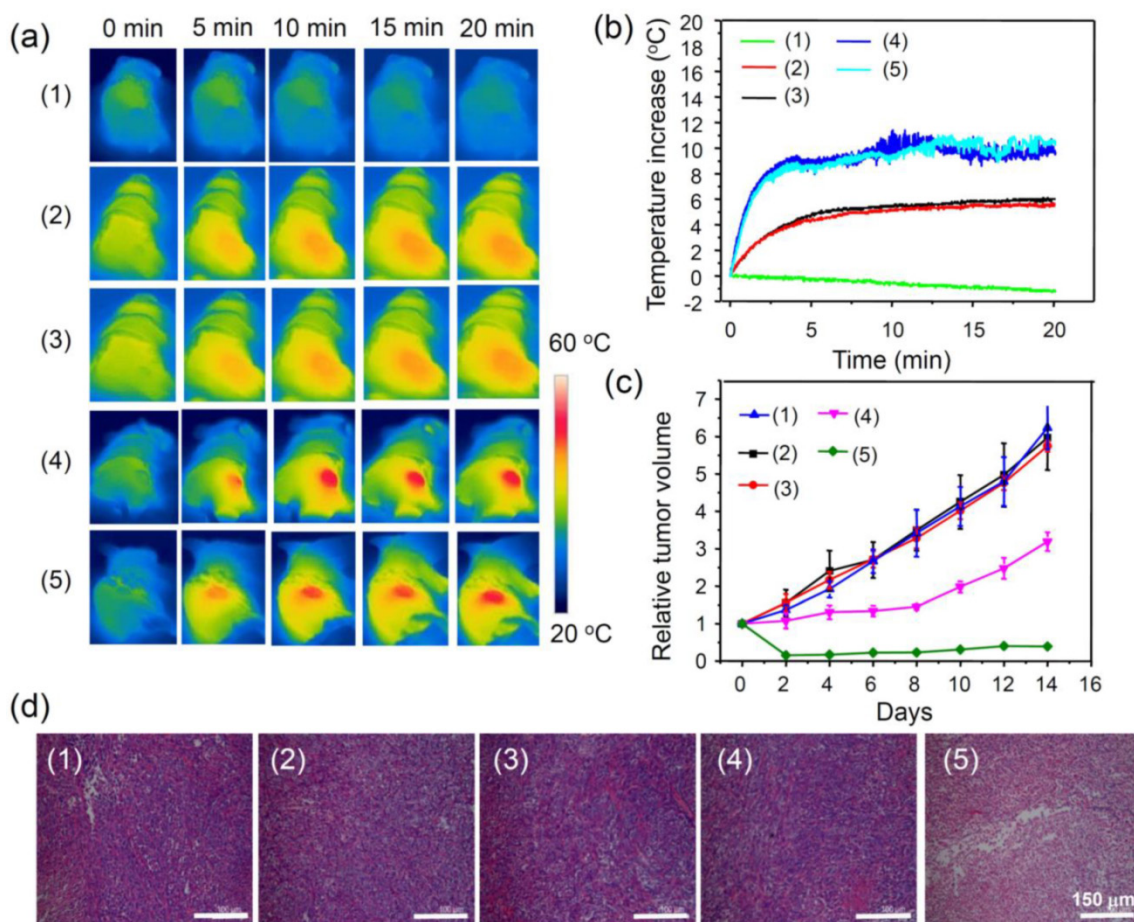 (a)
0 min 5 min 10 min 15 min 20 min
(1)
(2)
(3)
(4)
(5)
60 °C
20 °C
(b)
Temperature increase (°C)
20
18
16
14
12
10
8
6
4
2
0
-2
(1) (4)
(2) (5)
(3)
0 5 10 15 20
Time (min)
(c)
Relative tumor volume
7
6
5
4
3
2
1
0
(1) (4)
(2) (5)
(3)
0 2 4 6 8 10 12 14 16
Days
(d)
(1) (2) (3) (4) (5)
150 μm